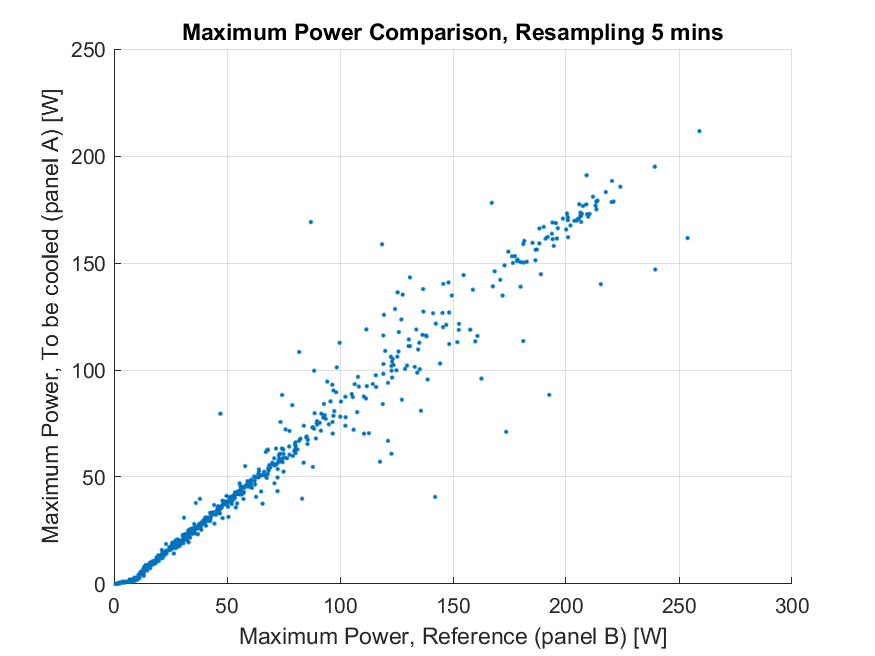 Maximum Power Comparison, Resampling 5 mins
250
200
150
100
50
0
Maximum Power, To be cooled (panel A) [W]
0 50 100 150 200 250 300
Maximum Power, Reference (panel B) [W]